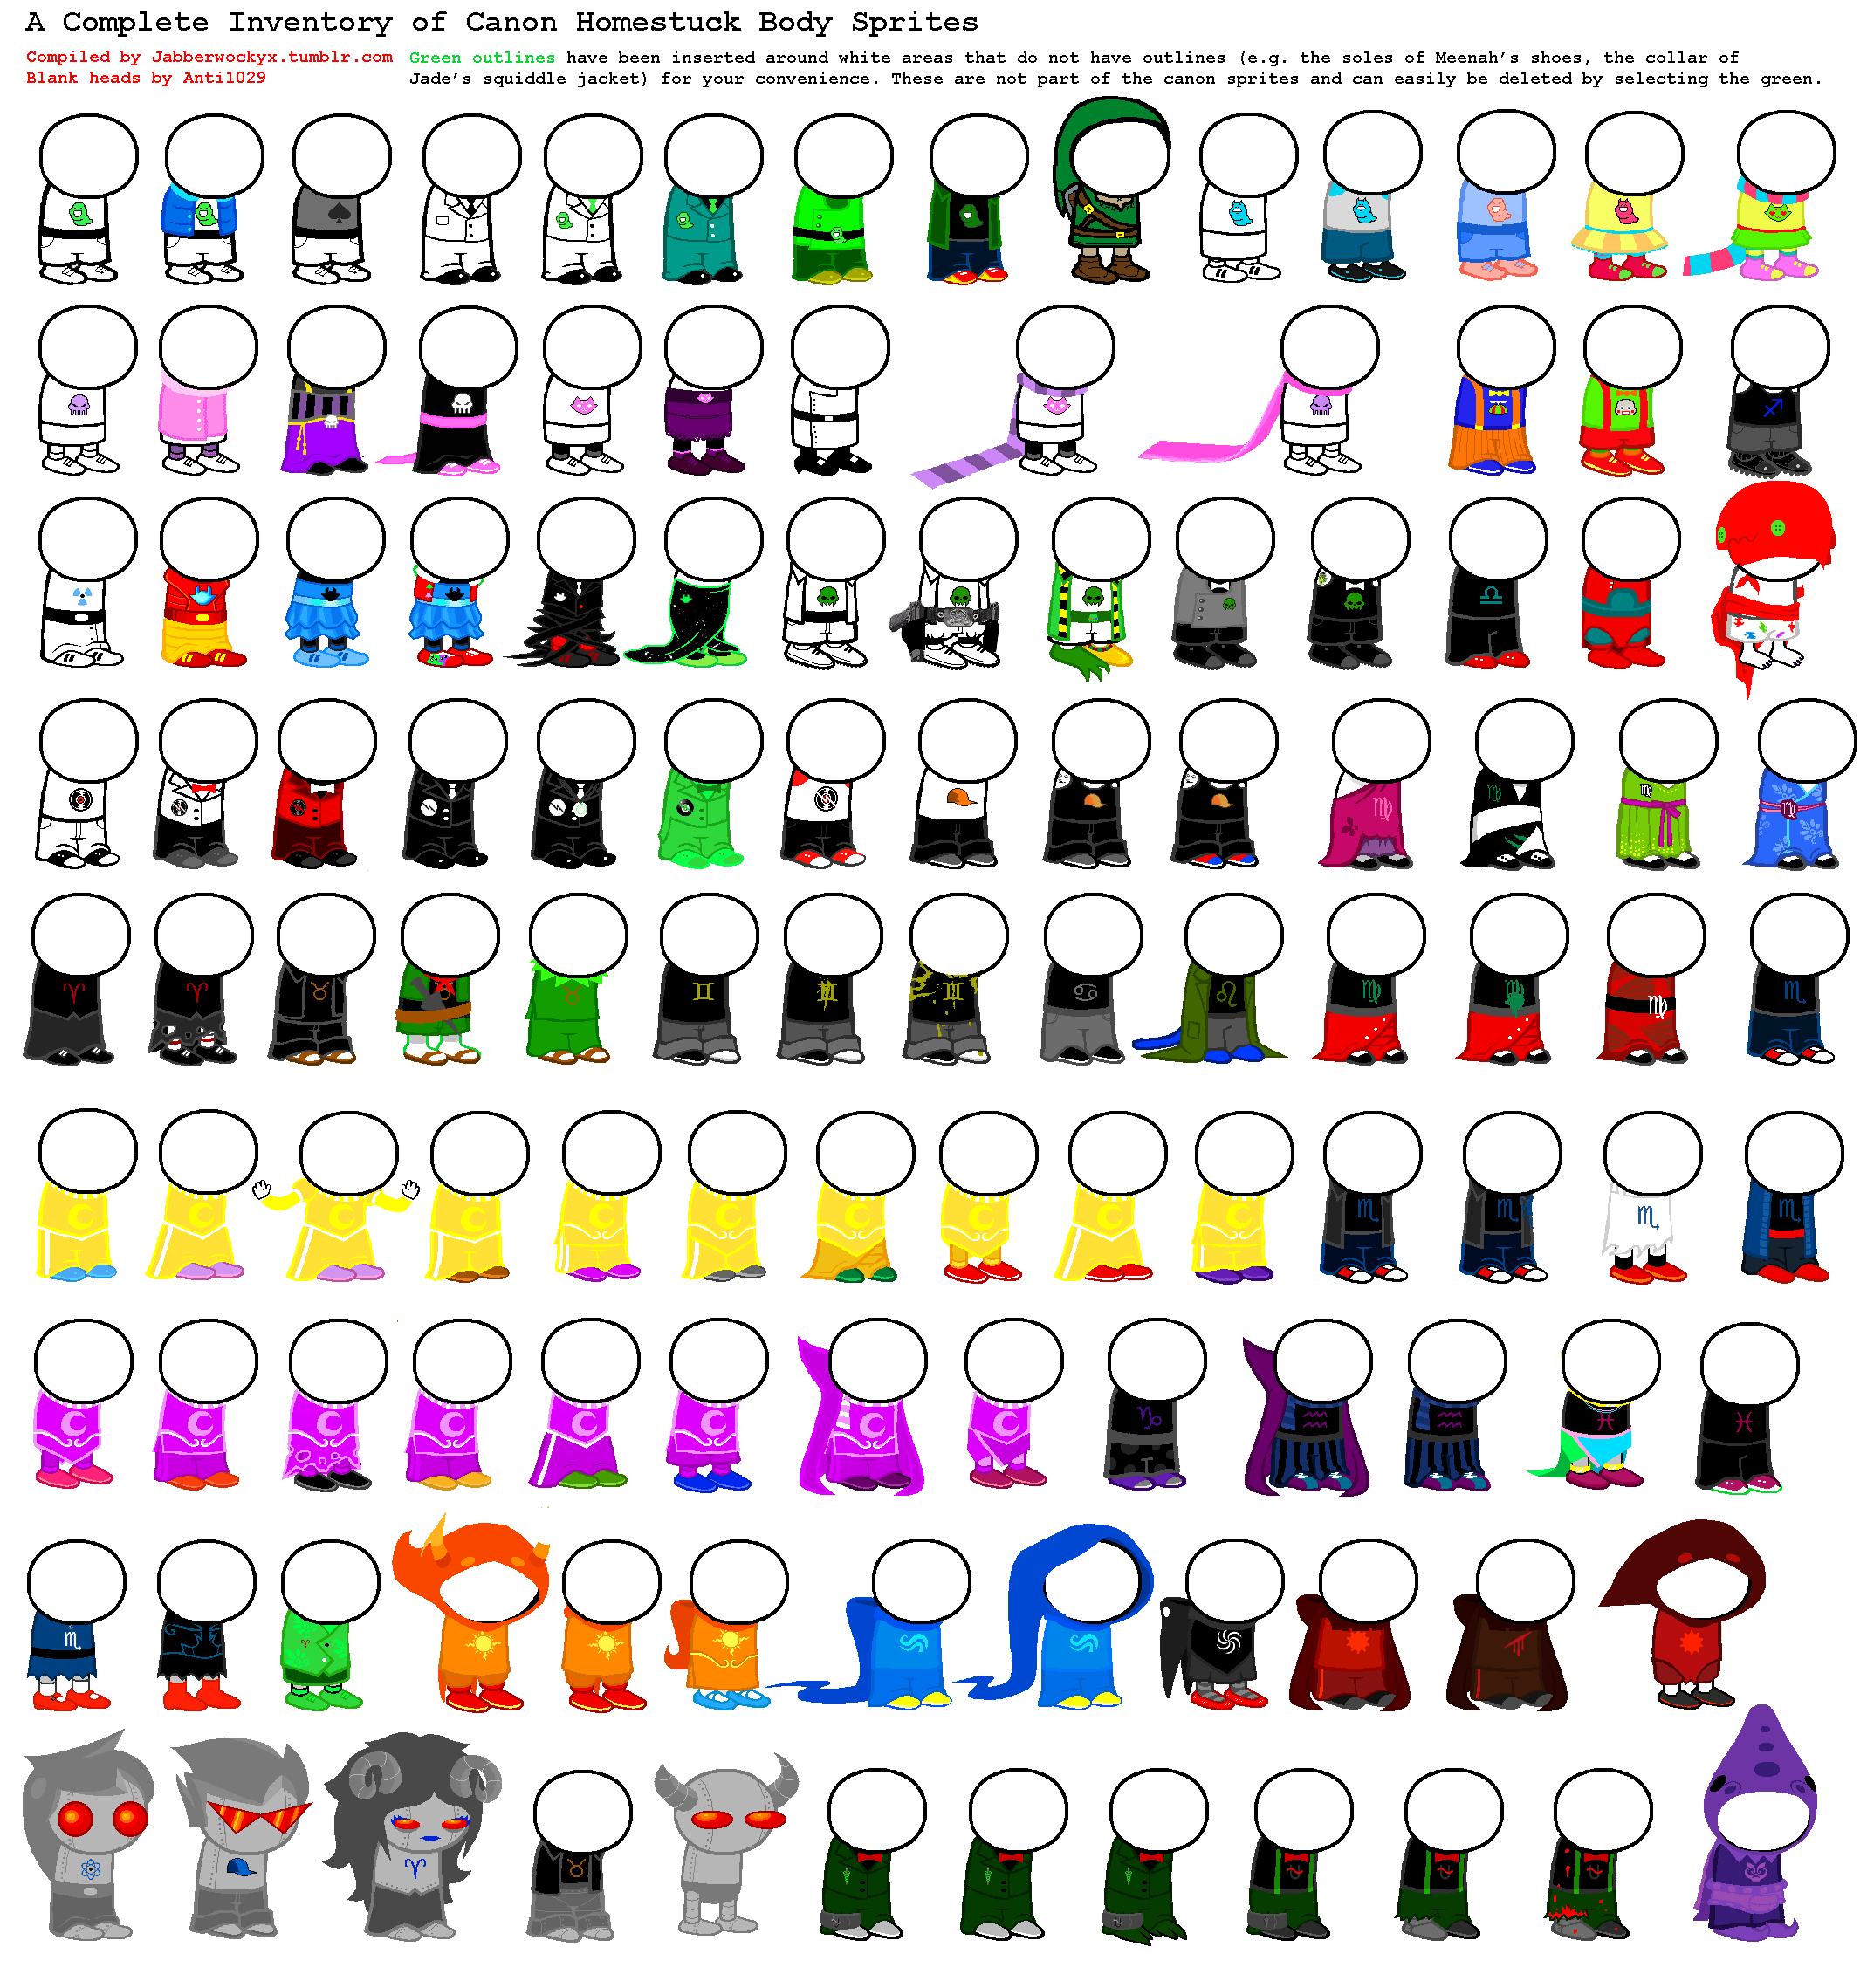 A Complete Inventory of Canon Homestuck Body Sprites
Compiled by Jabberwockyx.tumblr.com
Blank heads by Anti1029
Green outlines have been inserted around white areas that do not have outlines (e.g. the soles of Meenah's shoes, the collar of
Jade's squiddle jacket) for your convenience. These are not part of the canon sprites and can easily be deleted by selecting the green.